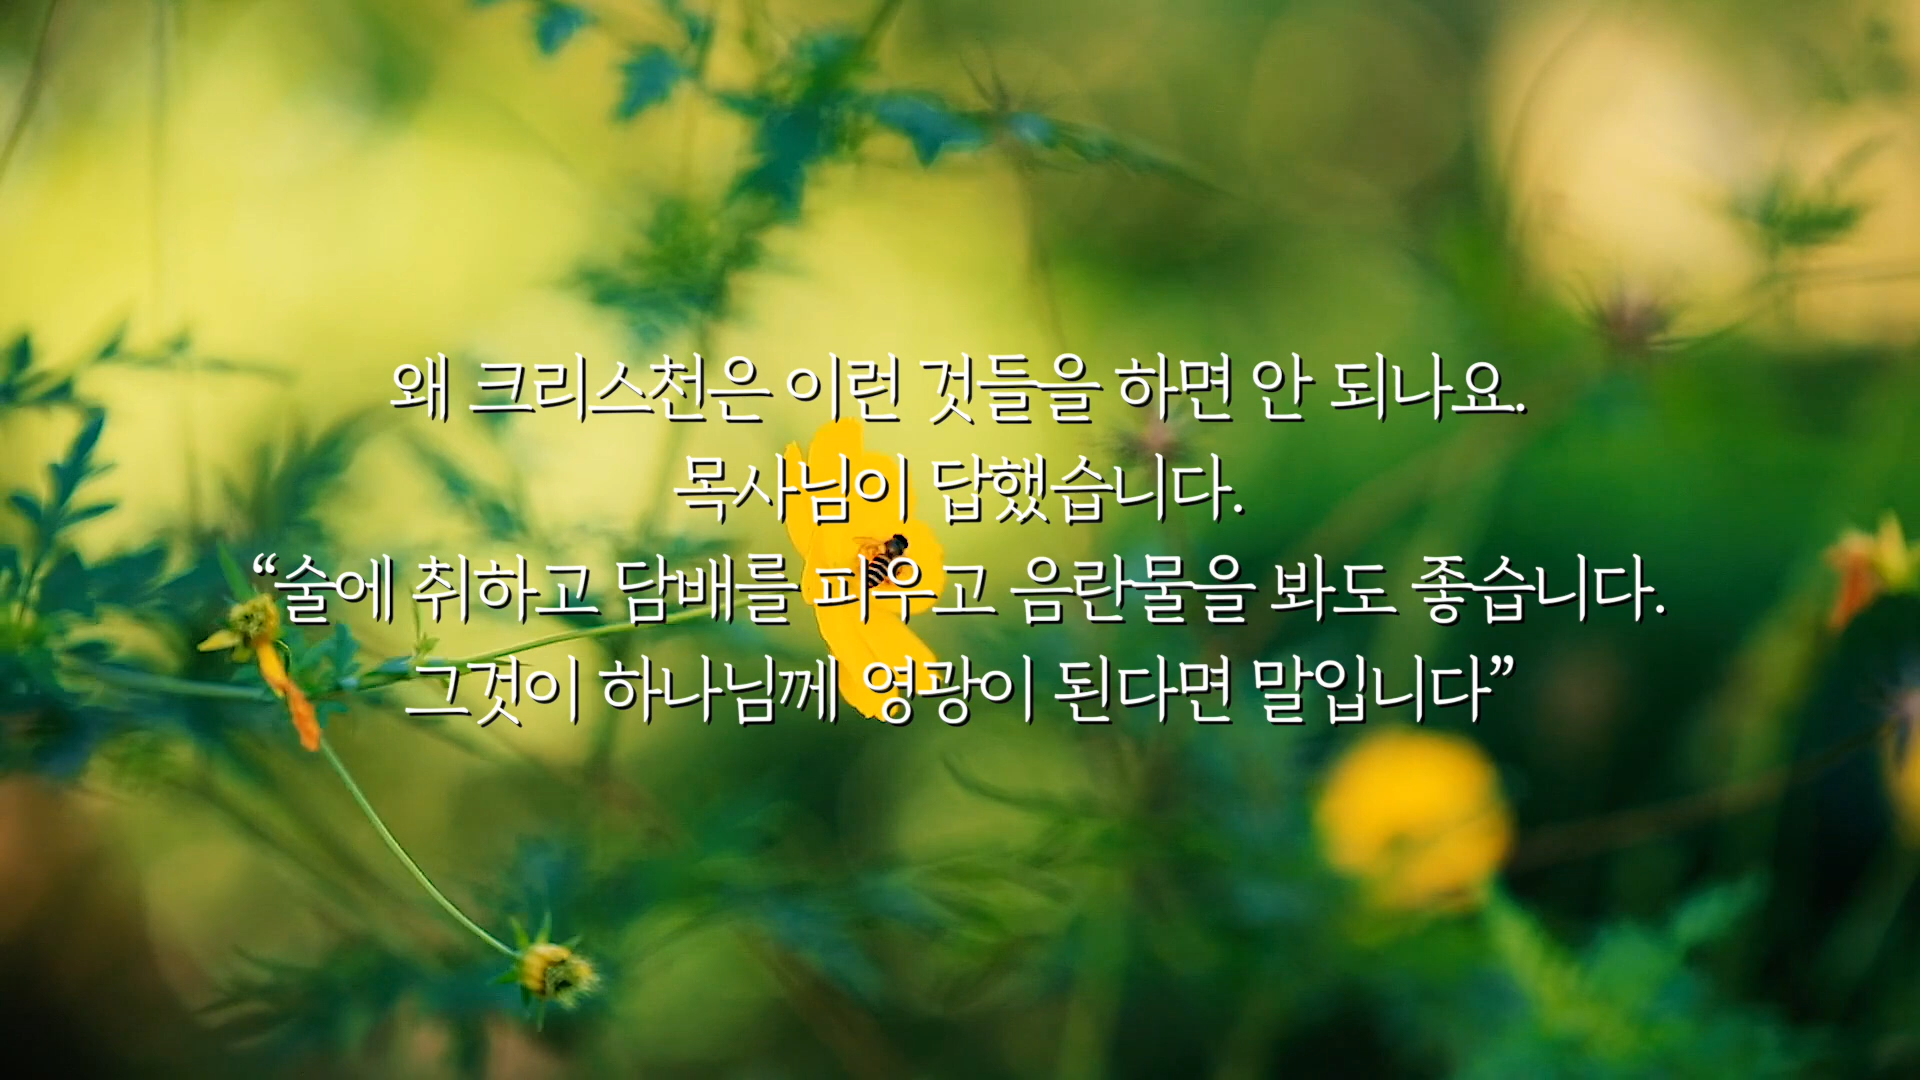 왜 크리스천은 이런 것들을 하면 안 되나요.
목사님이 답했습니다.
“술에 취하고 담배를 피우고 음란물을 봐도 좋습니다.
그것이 하나님께 영광이 된다면 말입니다”